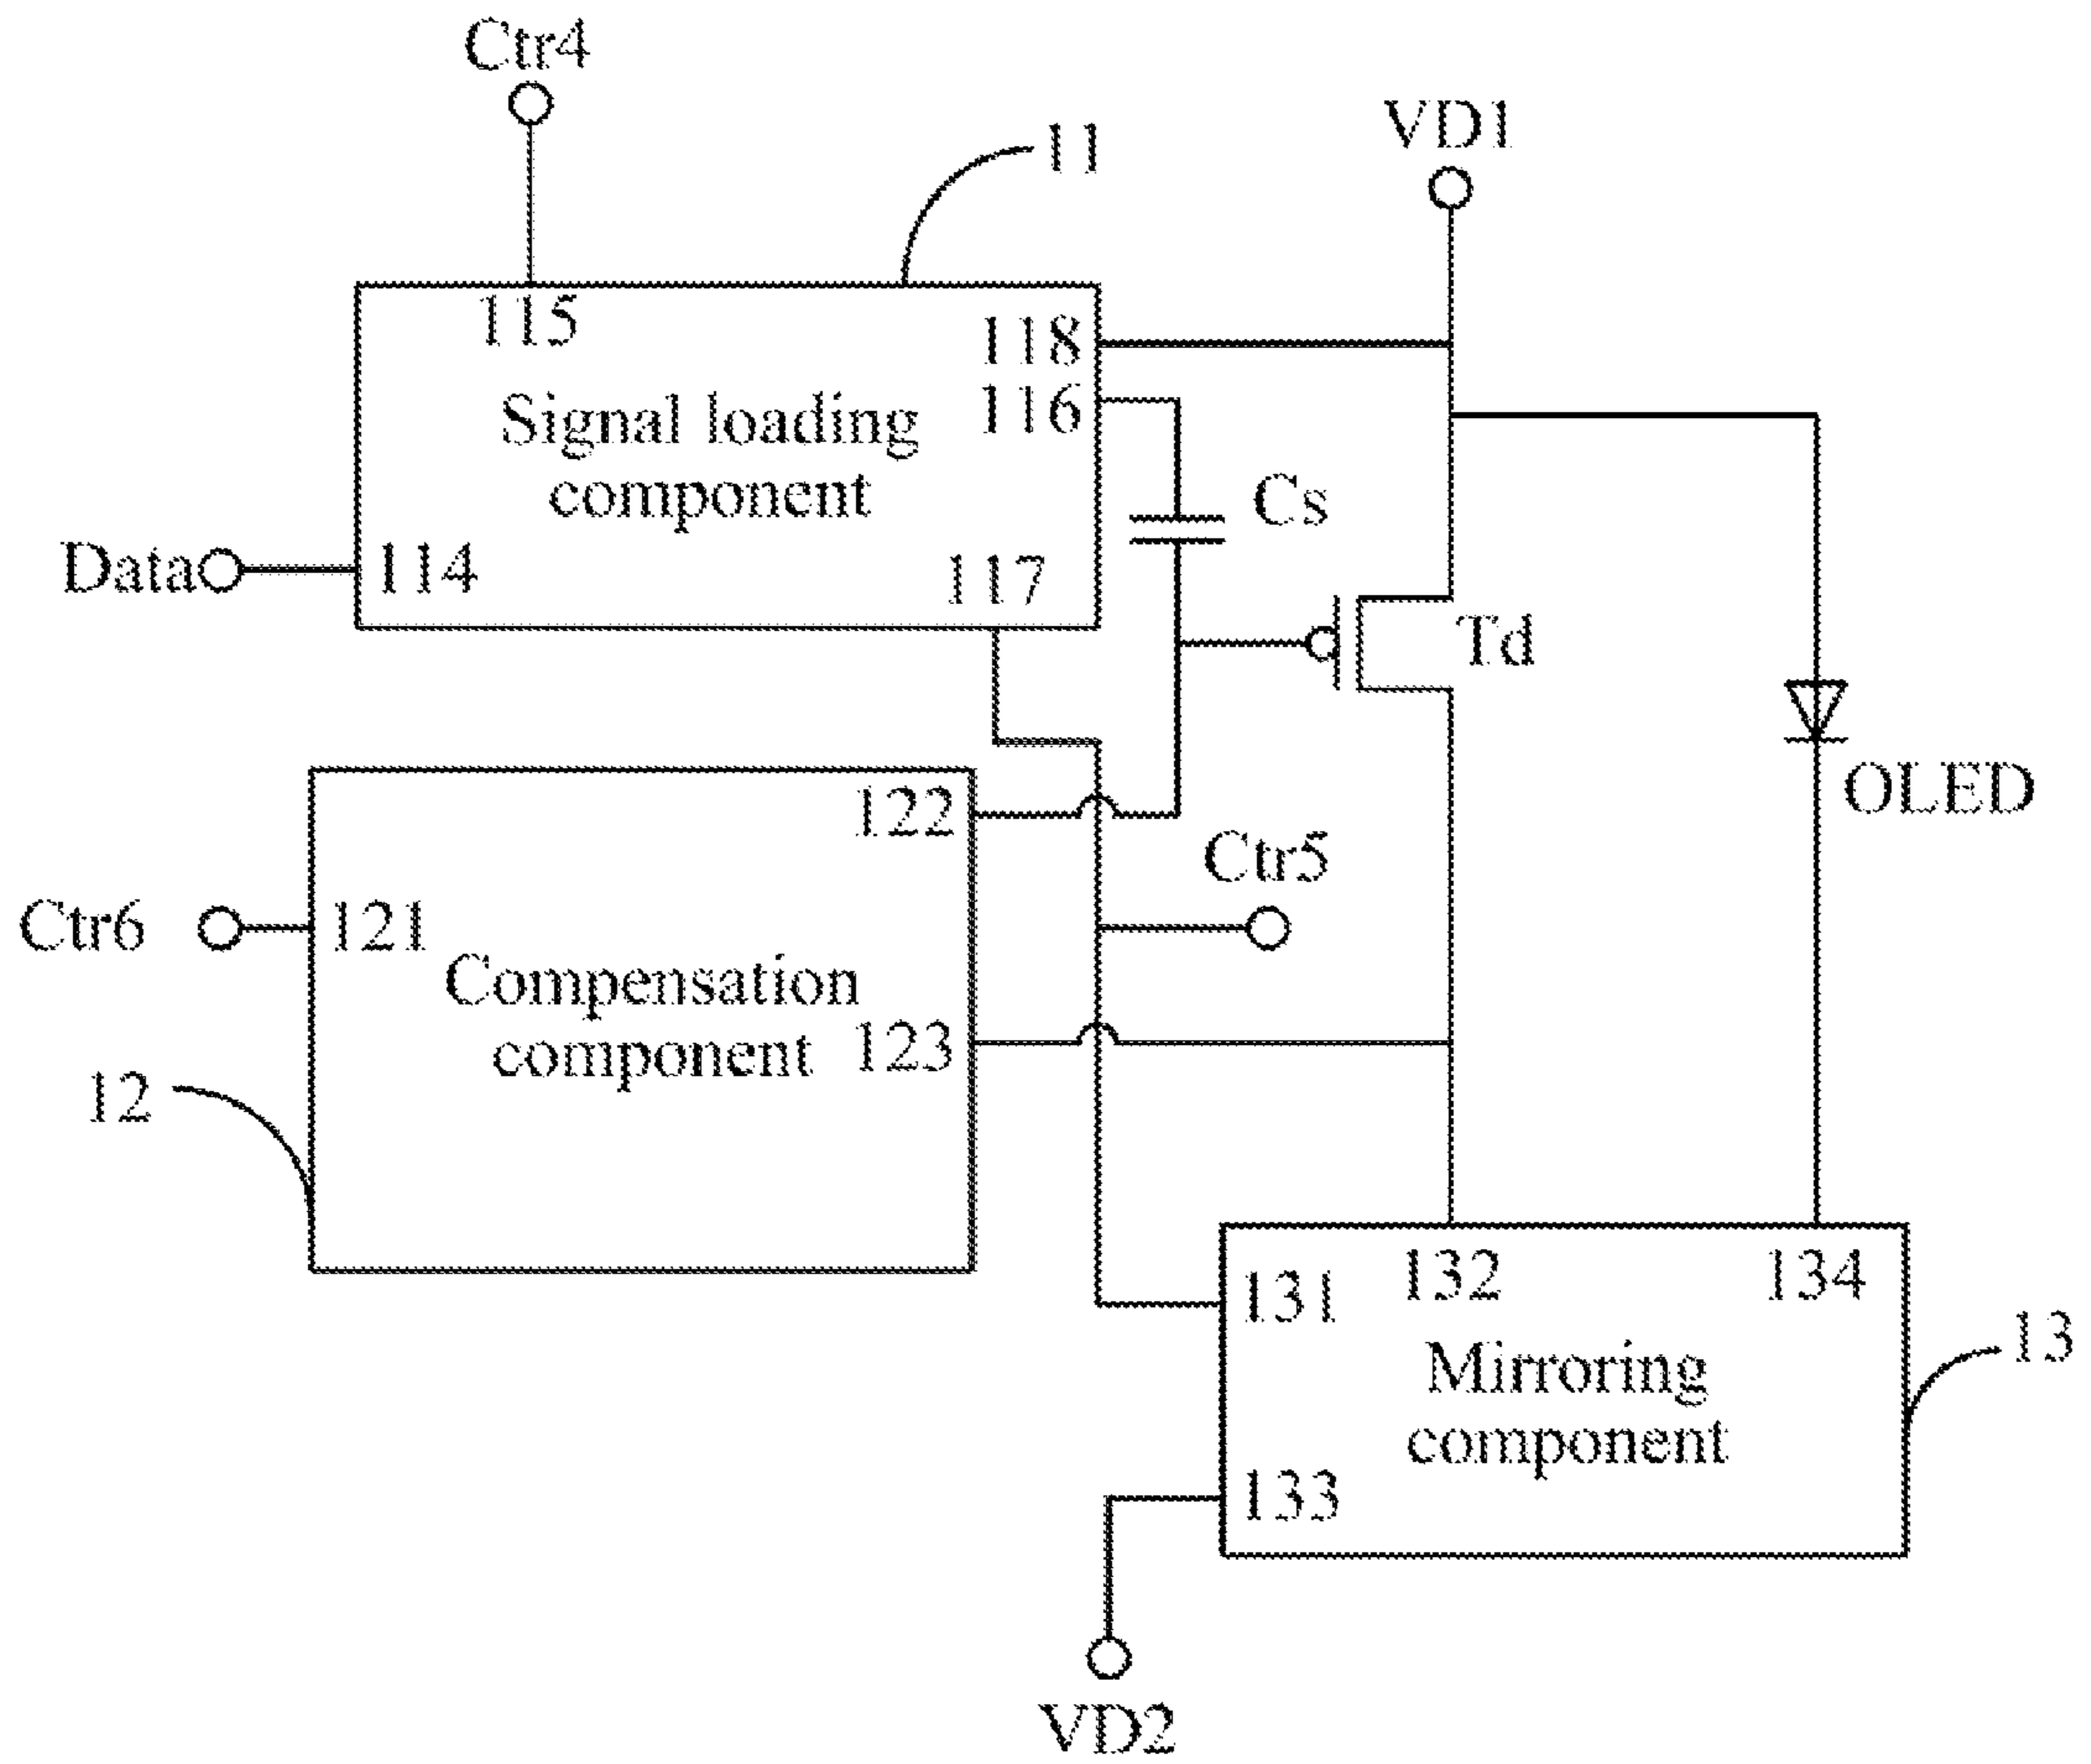 Ctr4
11
VD1
115
118
116
Signal loading
component
Cs
Data
114
117
Td
122
OLED
Ctr5
Ctr6
121
Compensation
component
123
12
132
134
131
13
Mirroring
component
133
VD2